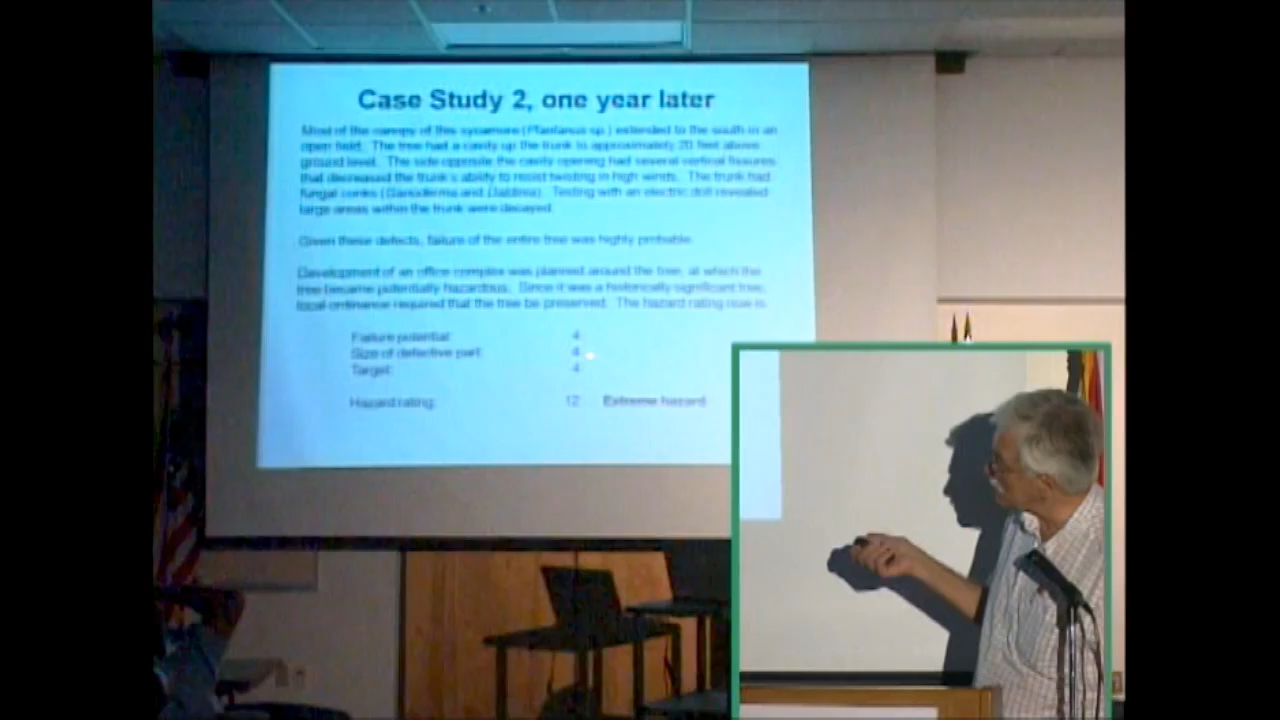 Case Study 2, one year later
Most of the canopy of this sycamore (Platanus sp.) extended to the south in an
open field. The tree had a cavity up the trunk to approximately 20 feet above
ground level. The side opposite the cavity opening had several vertical fissures
that decreased the trunk's ability to resist twisting in high winds. The trunk had
fungal conks (Ganoderma and Daldinia). Testing with an electric drill revealed
large areas within the trunk were decayed.
Given these defects, failure of the entire tree was highly probable.
Development of an office complex was planned around the tree, at which the
tree became potentially hazardous. Since it was a historically significant tree,
local ordinance required that the tree be preserved. The hazard rating now is:
Failure potential: 4
Size of defective part: 4
Target: 4
Hazard rating: 12 Extreme hazard